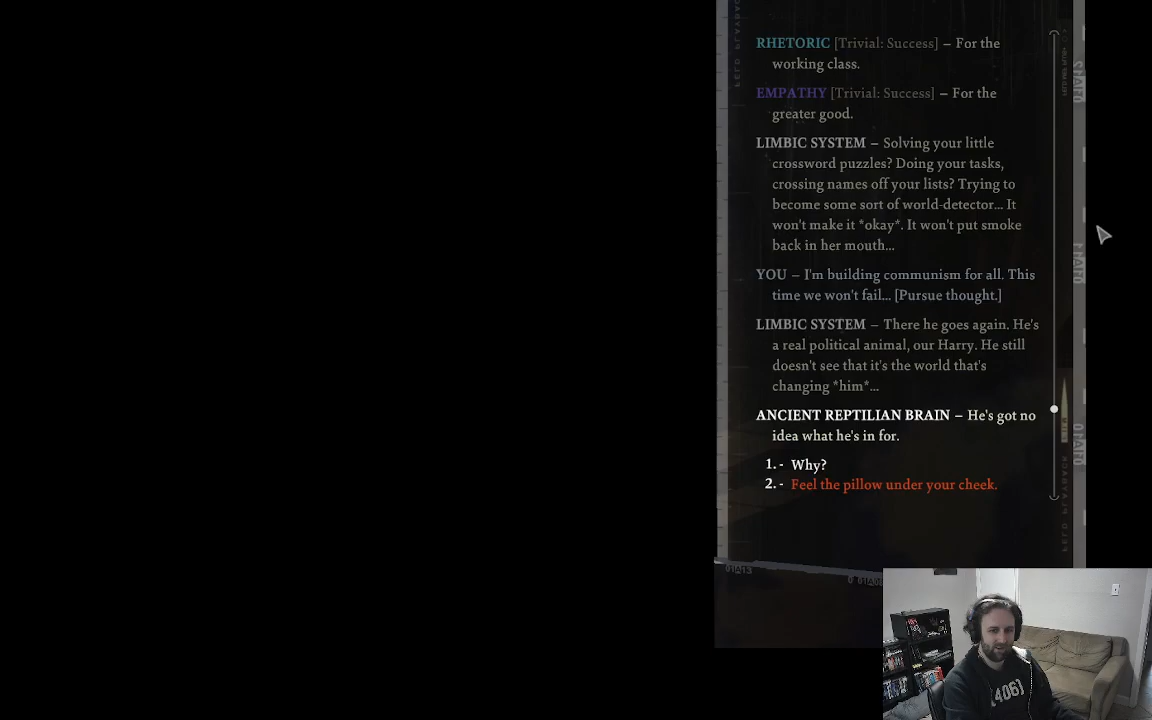 RHETORIC [Trivial: Success] – For the
working class.
EMPATHY [Trivial: Success] – For the
greater good.
LIMBIC SYSTEM – Solving your little
crossword puzzles? Doing your tasks,
crossing names off your lists? Trying to
become some sort of world-detector... It
won't make it *okay*. It won't put smoke
back in her mouth...
YOU – I'm building communism for all. This
time we won't fail... [Pursue thought.]
LIMBIC SYSTEM – There he goes again. He's
a real political animal, our Harry. He still
doesn't see that it's the world that's
changing *him*...
ANCIENT REPTILIAN BRAIN – He's got no
idea what he's in for.
1. - Why?
2. - Feel the pillow under your cheek.
[406]